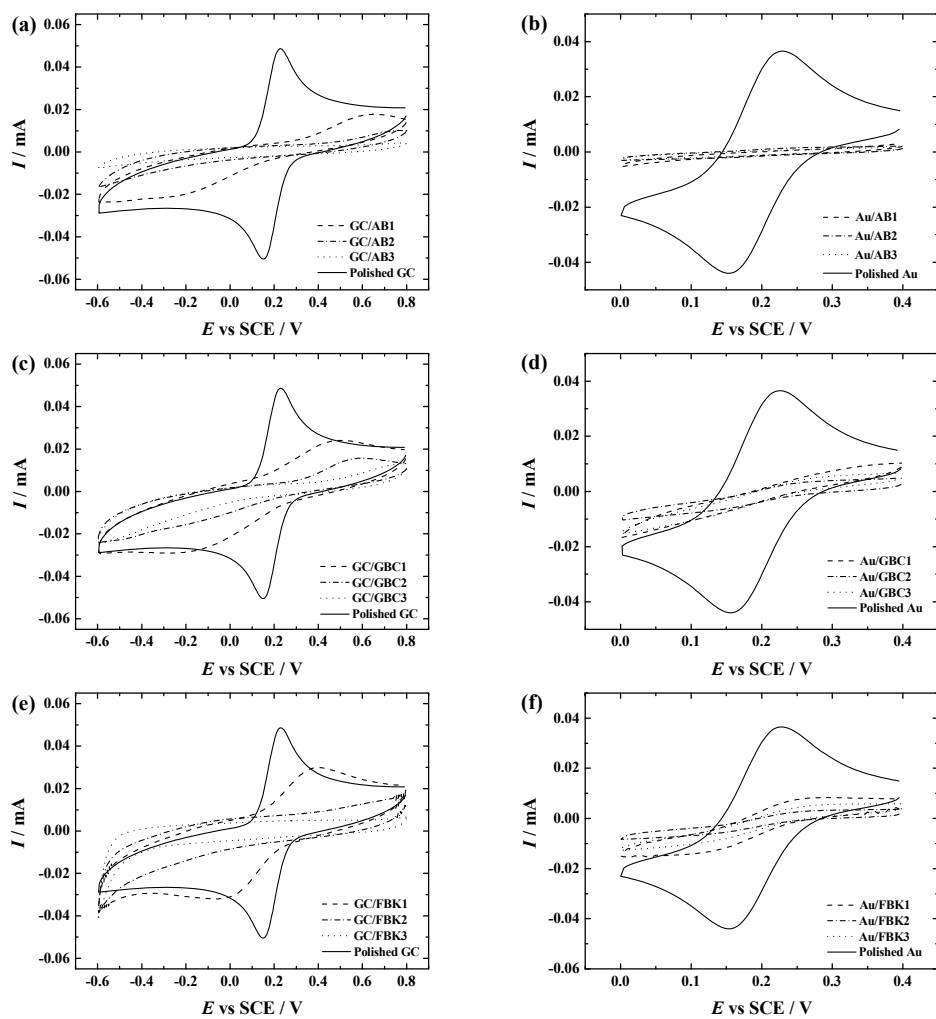 (a)
0.06
0.04
0.02
0.00
-0.02
-0.04
-0.06
I / mA
GC/AB1
GC/AB2
GC/AB3
Polished GC
-0.6 -0.4 -0.2 0.0 0.2 0.4 0.6 0.8
E vs SCE / V
(b)
0.04
0.02
0.00
-0.02
-0.04
I / mA
Au/AB1
Au/AB2
Au/AB3
Polished Au
0.0 0.1 0.2 0.3 0.4
E vs SCE / V
(c)
0.06
0.04
0.02
0.00
-0.02
-0.04
-0.06
I / mA
GC/GBC1
GC/GBC2
GC/GBC3
Polished GC
-0.6 -0.4 -0.2 0.0 0.2 0.4 0.6 0.8
E vs SCE / V
(d)
0.04
0.02
0.00
-0.02
-0.04
I / mA
Au/GBC1
Au/GBC2
Au/GBC3
Polished Au
0.0 0.1 0.2 0.3 0.4
E vs SCE / V
(e)
0.06
0.04
0.02
0.00
-0.02
-0.04
-0.06
I / mA
GC/FBK1
GC/FBK2
GC/FBK3
Polished GC
-0.6 -0.4 -0.2 0.0 0.2 0.4 0.6 0.8
E vs SCE / V
(f)
0.04
0.02
0.00
-0.02
-0.04
-0.06
I / mA
Au/FBK1
Au/FBK2
Au/FBK3
Polished Au
0.0 0.1 0.2 0.3 0.4
E vs SCE / V